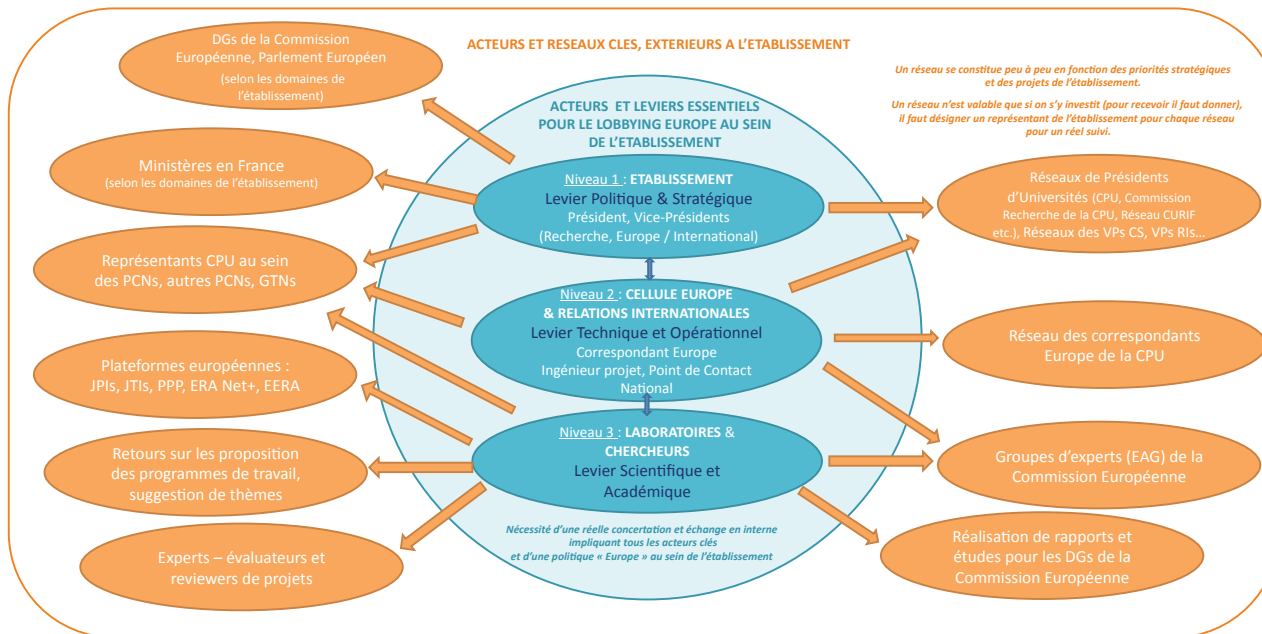 ACTEURS ET RESEAUX CLES, EXTERIEURS A L'ETABLISSEMENT
DGs de la Commission
Européenne, Parlement Européen
(selon les domaines de
l'établissement)
Ministères en France
(selon les domaines de l'établissement)
Représentants CPU au sein
des PCNs, autres PCNs, GTNs
Plateformes européennes :
JPIs, JTIs, PPP, ERA Net+, EERA
Retours sur les proposition
des programmes de travail,
suggestion de thèmes
Experts – évaluateurs et
reviewers de projets
ACTEURS ET LEVIERS ESSENTIELS
POUR LE LOBBYING EUROPE AU SEIN
DE L'ETABLISSEMENT
Niveau 1 : ETABLISSEMENT
Levier Politique & Stratégique
Président, Vice-Présidents
(Recherche, Europe / International)
Niveau 2 : CELLULE EUROPE
& RELATIONS INTERNATIONALES
Levier Technique et Opérationnel
Correspondant Europe
Ingénieur projet, Point de Contact
National
Niveau 3 : LABORATOIRES &
CHERCHEURS
Levier Scientifique et
Académique
Nécessité d'une réelle concertation et échange en interne
impliquant tous les acteurs clés
et d'une politique « Europe » au sein de l'établissement
Un réseau se constitue peu à peu en fonction des priorités stratégiques
et des projets de l'établissement.
Un réseau n'est valable que si on s'y investit (pour recevoir il faut donner),
il faut désigner un représentant de l'établissement pour chaque réseau
pour un réel suivi.
Réseaux de Présidents
d'Universités (CPU, Commission
Recherche de la CPU, Réseau CURIF
etc.), Réseaux des VPs CS, VPs RIs...
Réseau des correspondants
Europe de la CPU
Groupes d'experts (EAG) de la
Commission Européenne
Réalisation de rapports et
études pour les DGs de la
Commission Européenne